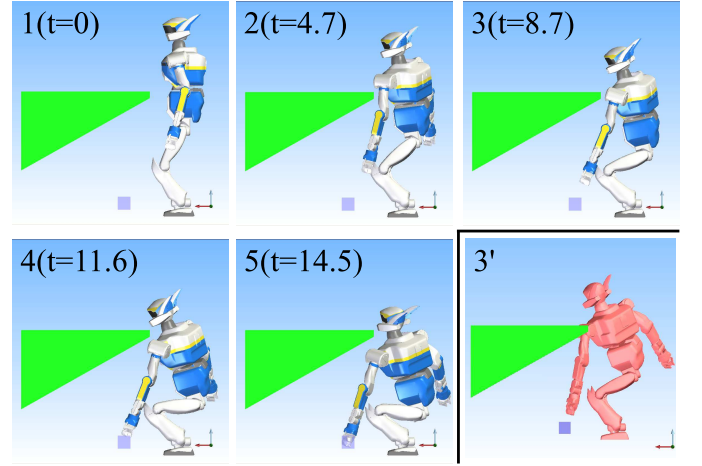 1(t=0)
2(t=4.7)
3(t=8.7)
4(t=11.6)
5(t=14.5)
3'